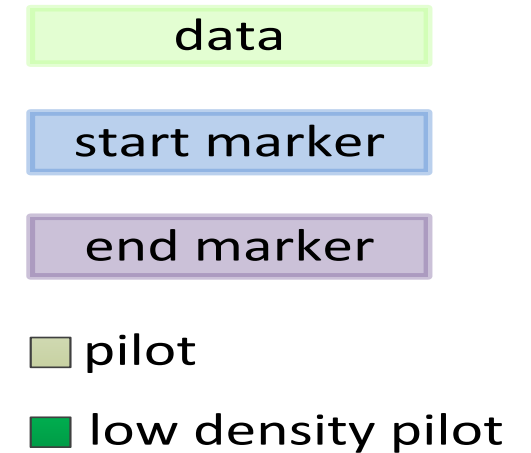 data
start marker
end marker
pilot
low density pilot